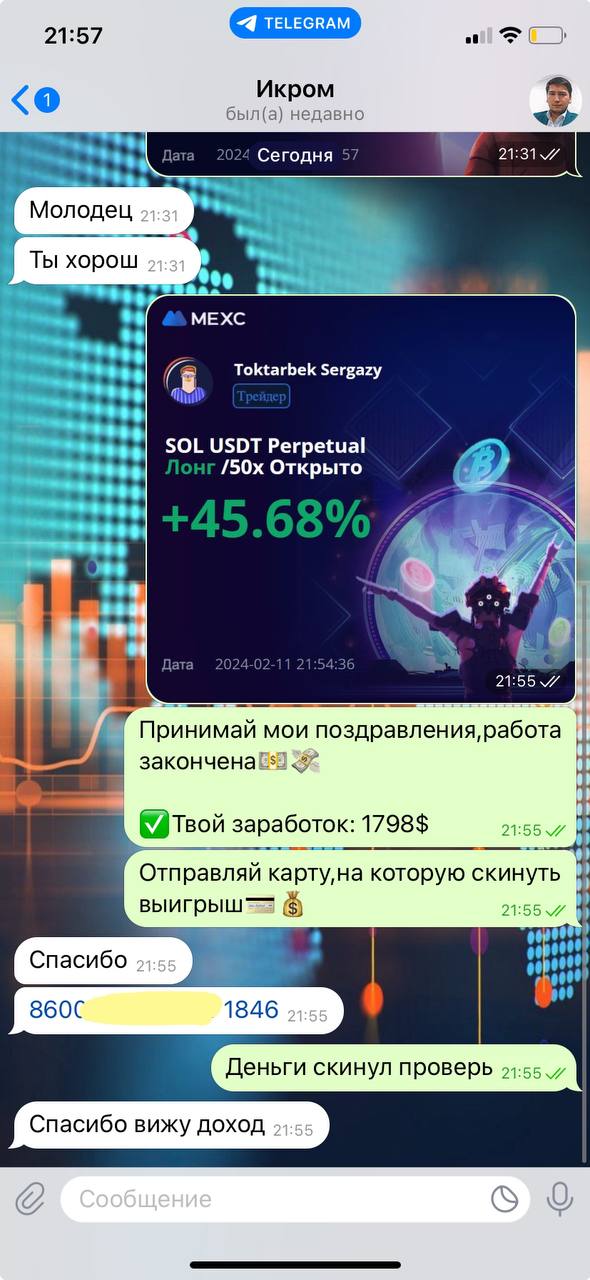 21:57
TELEGRAM
1
Икром
был(а) недавно
Дата 2024 Сегодня 57 21:31
Молодец 21:31
Ты хорош 21:31
MEXC
Toktarbek Sergazy
Трейдер
SOL USDT Perpetual
Лонг /50x Открыто
+45.68%
Дата 2024-02-11 21:54:36
21:55
Принимай мои поздравления,работа
закончена💵💸
✅Твой заработок: 1798$ 21:55
Отправляй карту,на которую скинуть
выигрыш💳💰 21:55
Спасибо 21:55
8600 1846 21:55
Деньги скинул проверь 21:55
Спасибо вижу доход 21:55
Сообщение